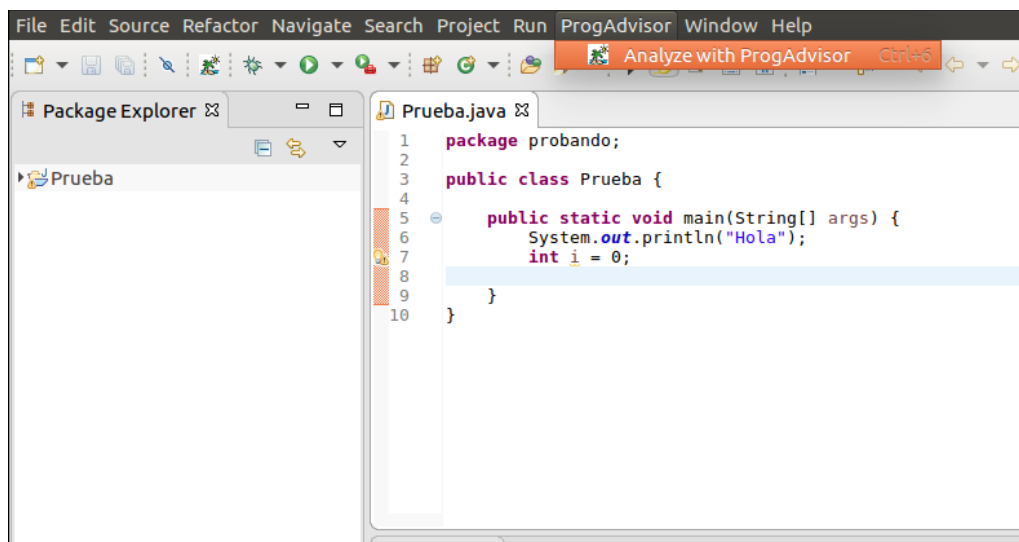 File Edit Source Refactor Navigate Search Project Run ProgAdvisor Window Help
Analyze with ProgAdvisor Ctrl+6
Package Explorer
Prueba.java
Prueba
1 package probando;
2
3 public class Prueba {
4
5 public static void main(String[] args) {
6 System.out.println("Hola");
7 int i = 0;
8
9 }
10 }